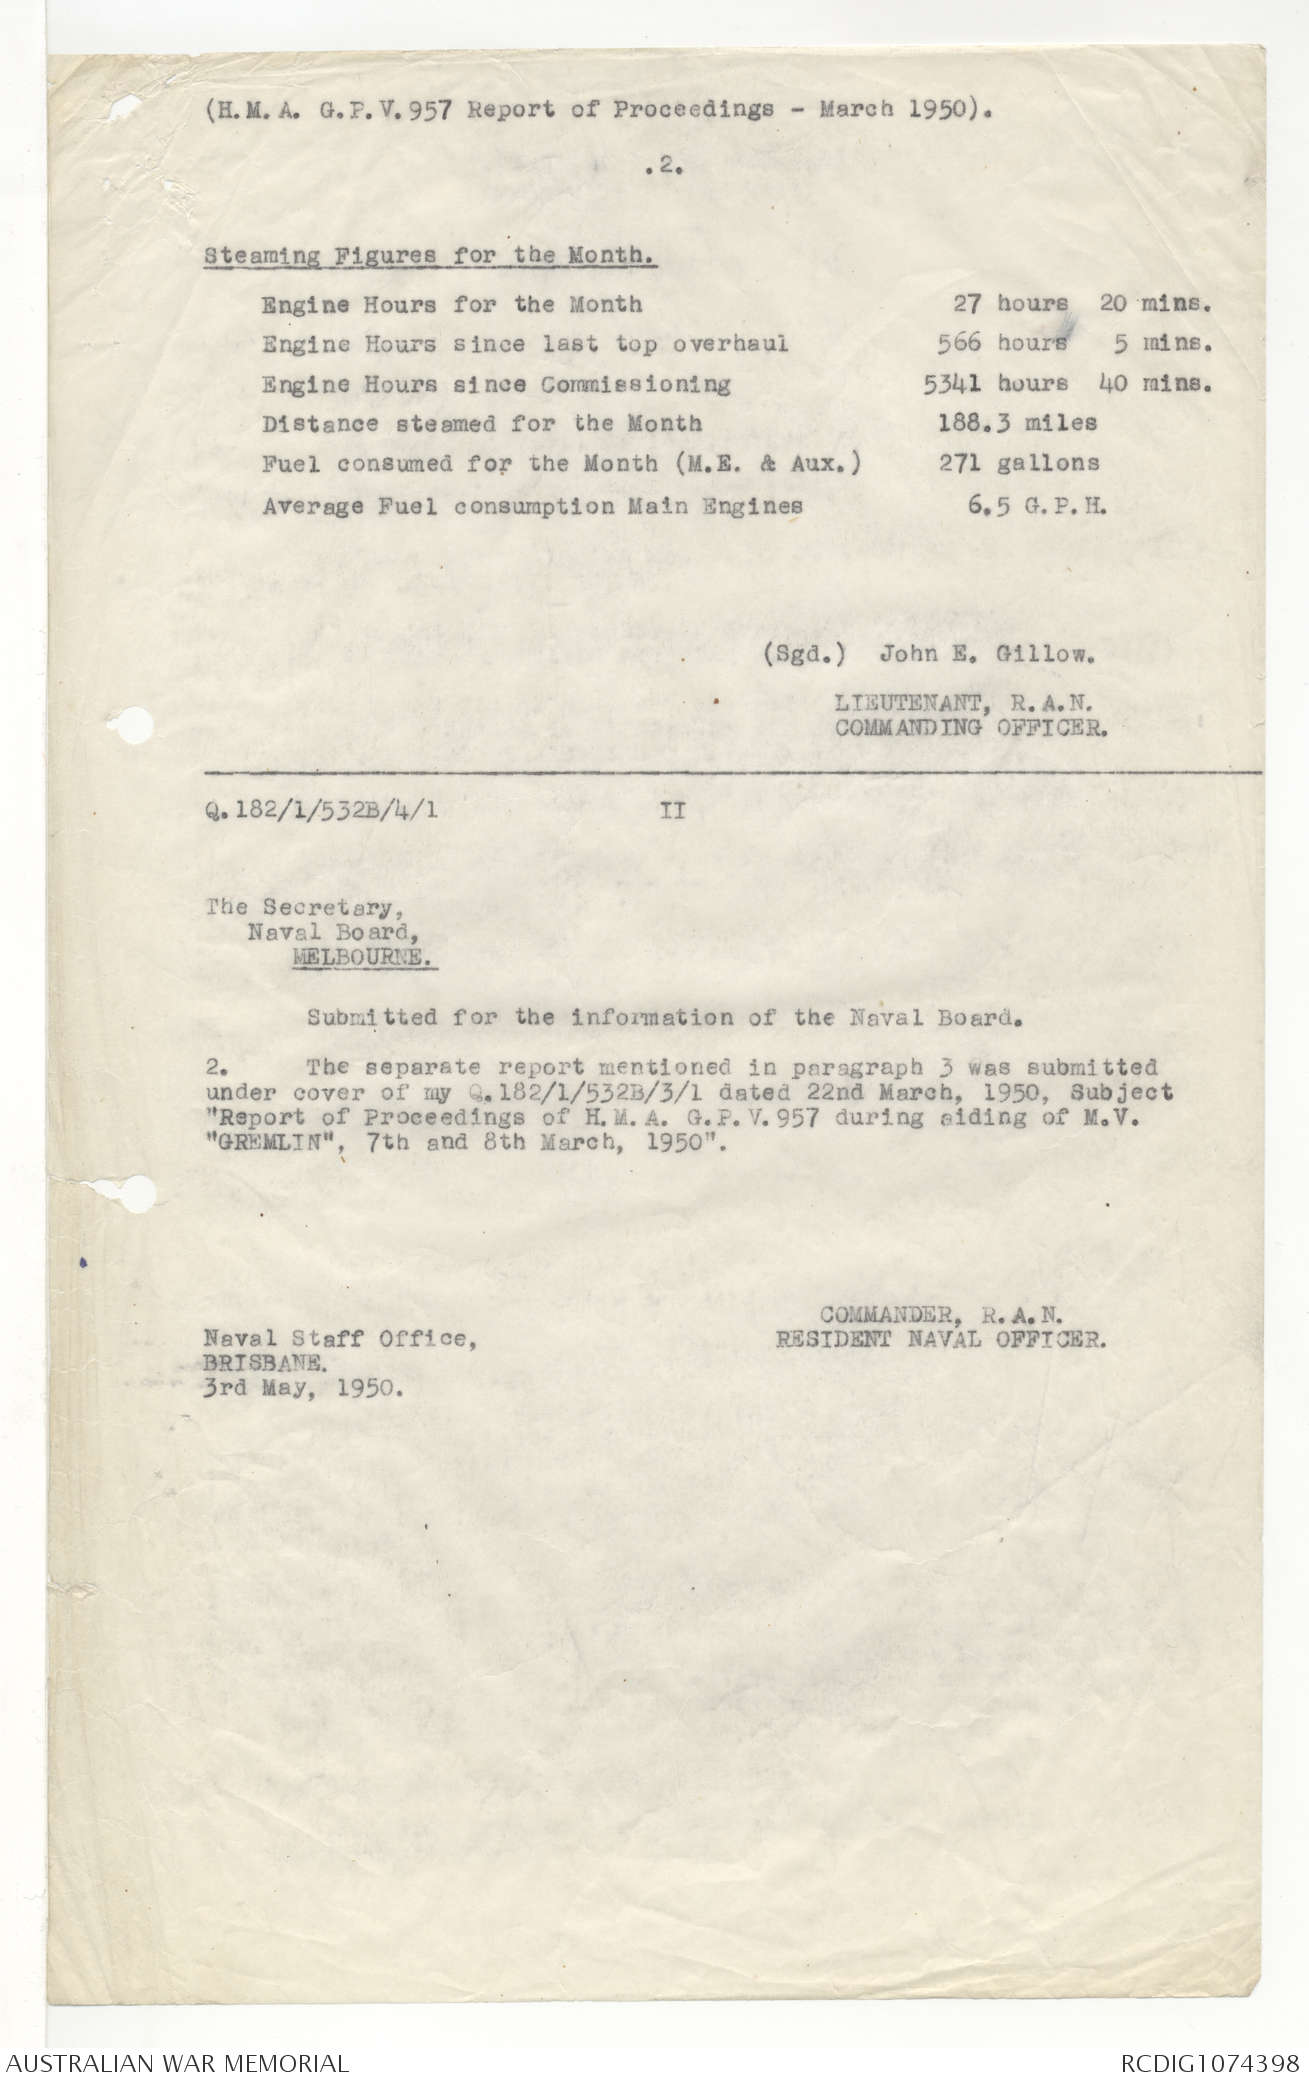 (H.M.A. G.P.V.957 Report of Proceedings - March 1950).
.2.
Steaming Figures for the Month.
Engine Hours for the Month 27 hours 20 mins.
Engine Hours since last top overhaul 566 hours 5 mins.
Engine Hours since Commissioning 5341 hours 40 mins.
Distance steamed for the Month 188.3 miles
Fuel consumed for the Month (M.E. & Aux.) 271 gallons
Average Fuel consumption Main Engines 6.5 G.P.H.
(Sgd.) John E. Gillow.
LIEUTENANT, R.A.N.
COMMANDING OFFICER.
Q.182/1/532B/4/1 II
The Secretary,
Naval Board,
MELBOURNE.
Submitted for the information of the Naval Board.
2. The separate report mentioned in paragraph 3 was submitted
under cover of my Q.182/1/532B/3/1 dated 22nd March, 1950, Subject
"Report of Proceedings of H.M.A. G.P.V.957 during aiding of M.V.
"GREMLIN", 7th and 8th March, 1950".
COMMANDER, R.A.N.
RESIDENT NAVAL OFFICER.
Naval Staff Office,
BRISBANE.
3rd May, 1950.
AUSTRALIAN WAR MEMORIAL RCDIG1074398